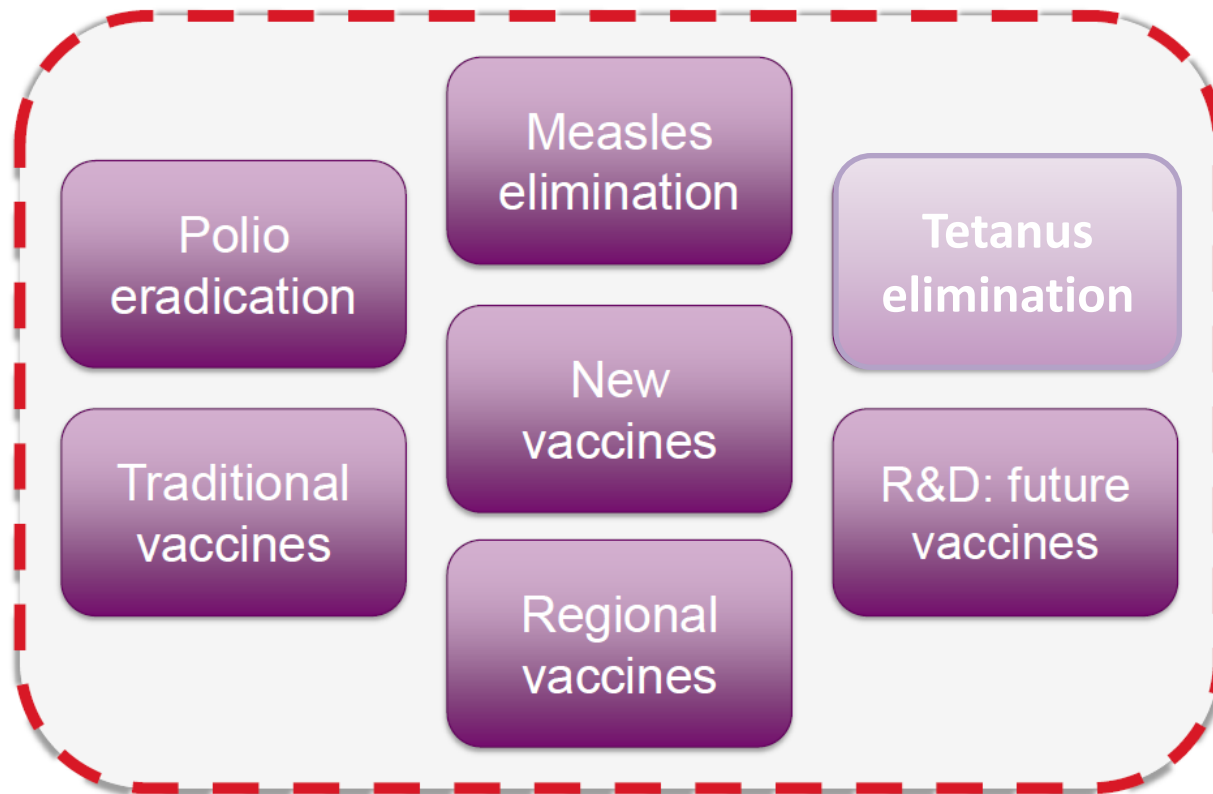 Polio
eradication
Traditional
vaccines
Measles
elimination
New
vaccines
Regional
vaccines
Tetanus
elimination
R&D: future
vaccines